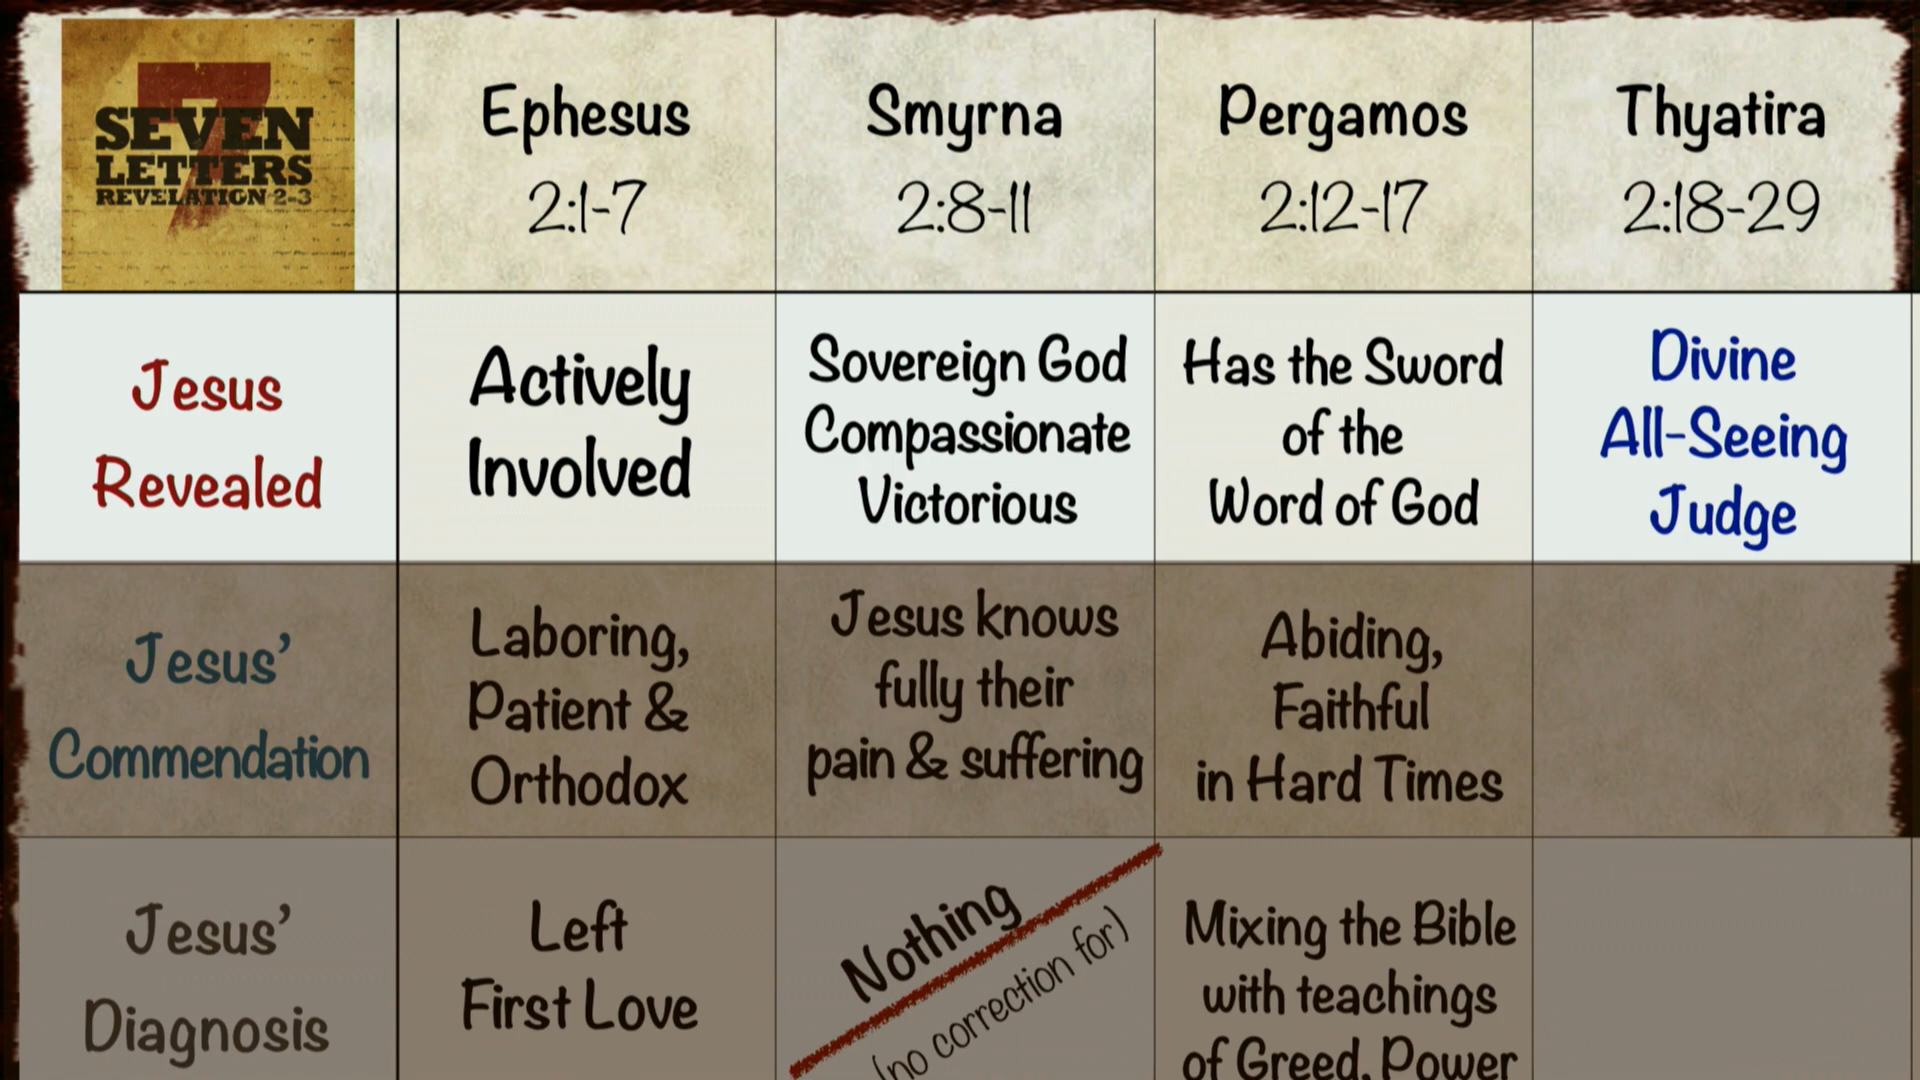 7
SEVEN
LETTERS
REVELATION 2-3
Ephesus
2:1-7
Smyrna
2:8-11
Pergamos
2:12-17
Thyatira
2:18-29
Jesus
Revealed
Actively
Involved
Sovereign God
Compassionate
Victorious
Has the Sword
of the
Word of God
Divine
All-Seeing
Judge
Jesus’
Commendation
Laboring,
Patient &
Orthodox
Jesus knows
fully their
pain & suffering
Abiding,
Faithful
in Hard Times
Jesus’
Diagnosis
Left
First Love
Nothing
(no correction for)
Mixing the Bible
with teachings
of Greed, Power